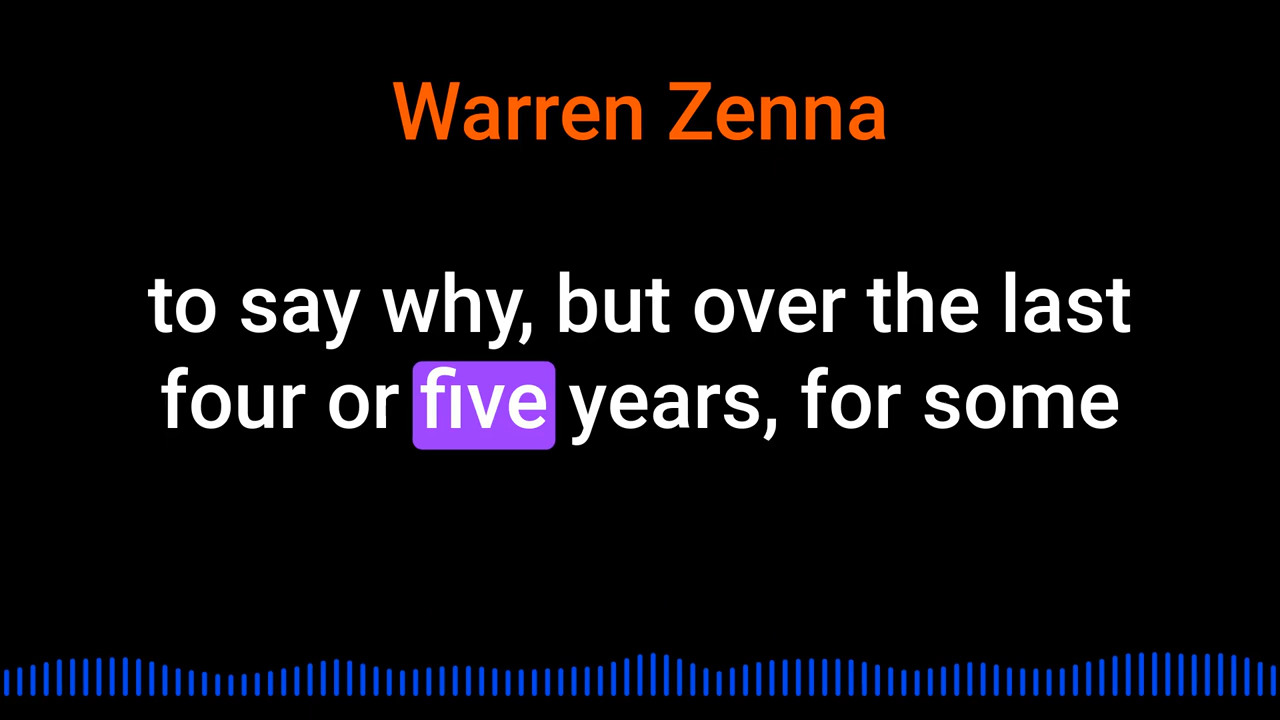 Warren Zenna
to say why, but over the last
four or five years, for some